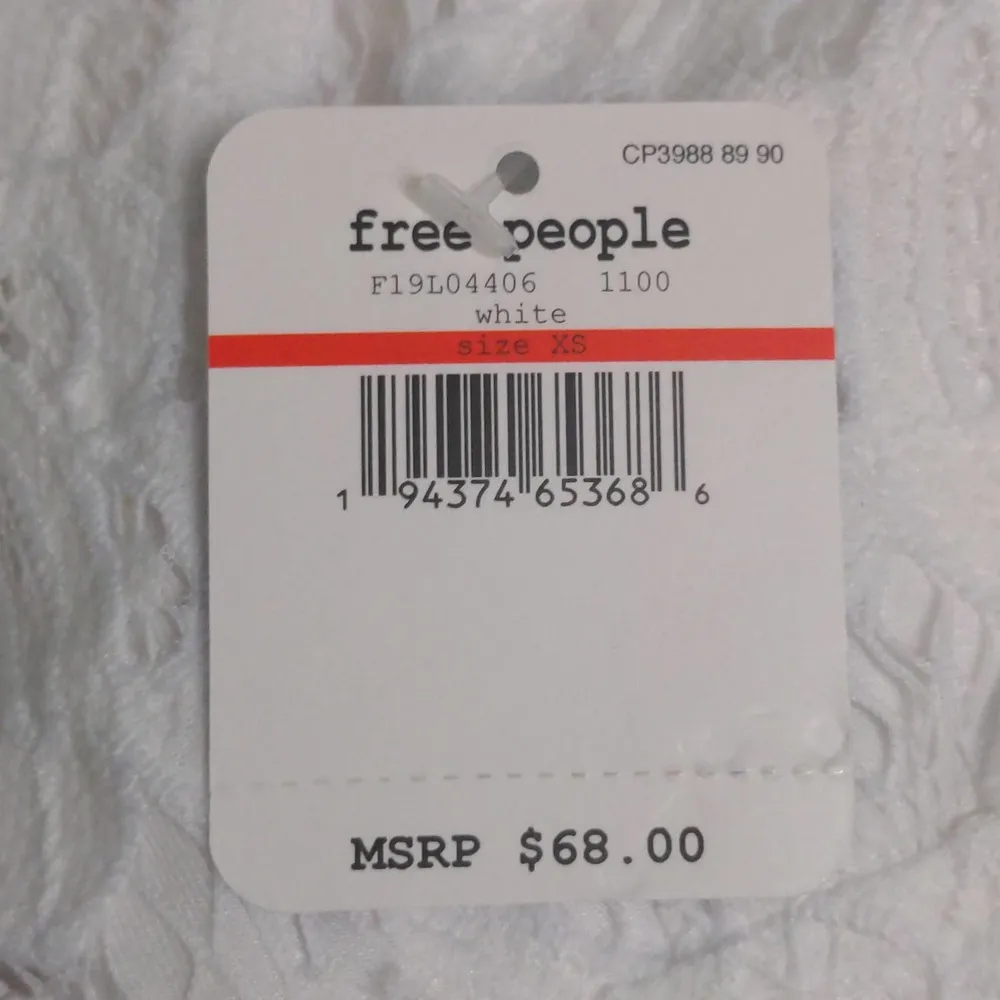 CP3988 89 90
free people
F19L04406 1100
white
size XS
1 94374 65368 6
MSRP $68.00